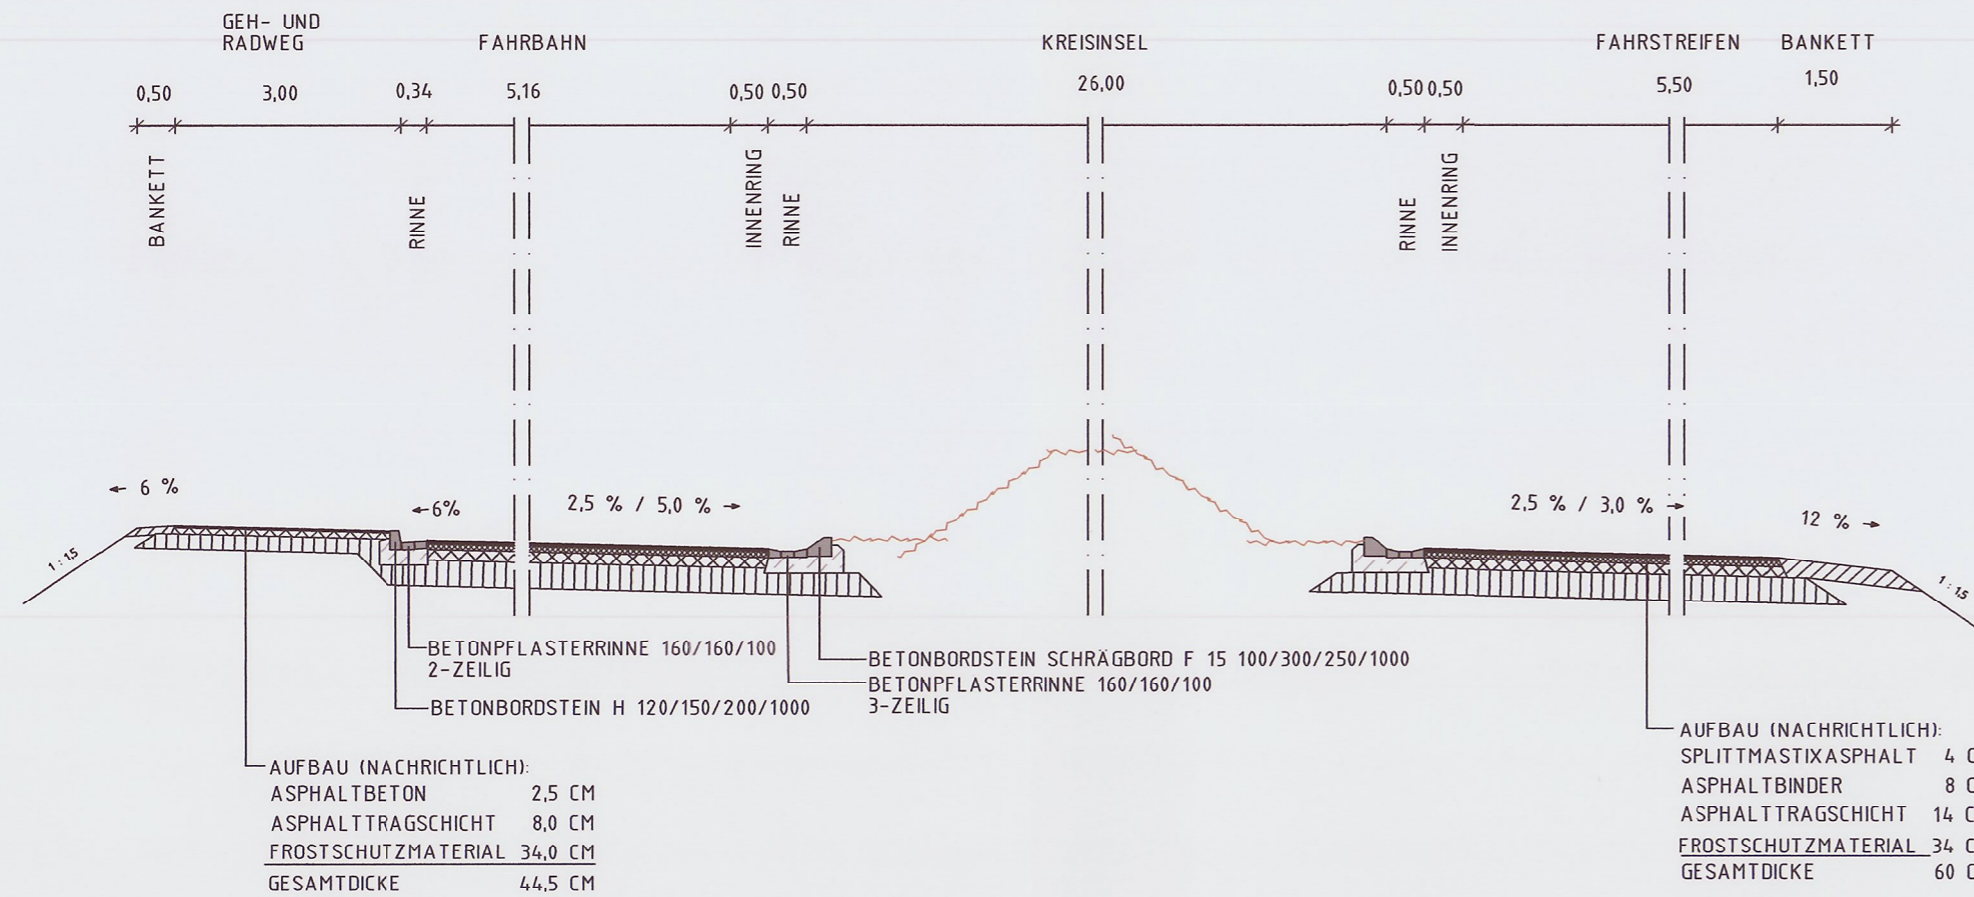 GEH- UND
RADWEG
FAHRBAHN
KREISINSEL
FAHRSTREIFEN
BANKETT
0,50
3,00
0,34
5,16
0,50 0,50
26,00
0,50 0,50
5,50
1,50
BANKETT
RINNE
INNENRING
RINNE
RINNE
INNENRING
← 6 %
←6%
2,5 % / 5,0 % →
2,5 % / 3,0 % →
12 % →
1:1,5
1:1,5
BETONPFLASTERRINNE 160/160/100
2-ZEILIG
BETONBORDSTEIN H 120/150/200/1000
BETONBORDSTEIN SCHRÄGBORD F 15 100/300/250/1000
BETONPFLASTERRINNE 160/160/100
3-ZEILIG
AUFBAU (NACHRICHTLICH):
ASPHALTBETON 2,5 CM
ASPHALTTRAGSCHICHT 8,0 CM
FROSTSCHUTZMATERIAL 34,0 CM
GESAMTDICKE 44,5 CM
AUFBAU (NACHRICHTLICH):
SPLITTMASTIXASPHALT 4 C
ASPHALTBINDER 8 C
ASPHALTTRAGSCHICHT 14 C
FROSTSCHUTZMATERIAL 34 C
GESAMTDICKE 60 C